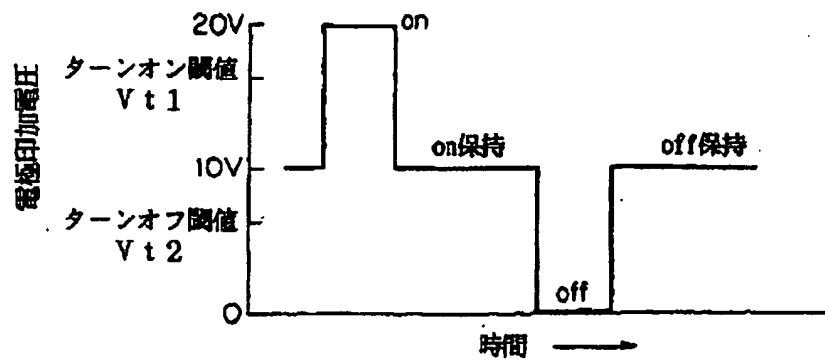 20V
on
ターンオン閾値
Vt1
電極印加電圧
on保持
off保持
10V
ターンオフ閾値
Vt2
off
0
時間